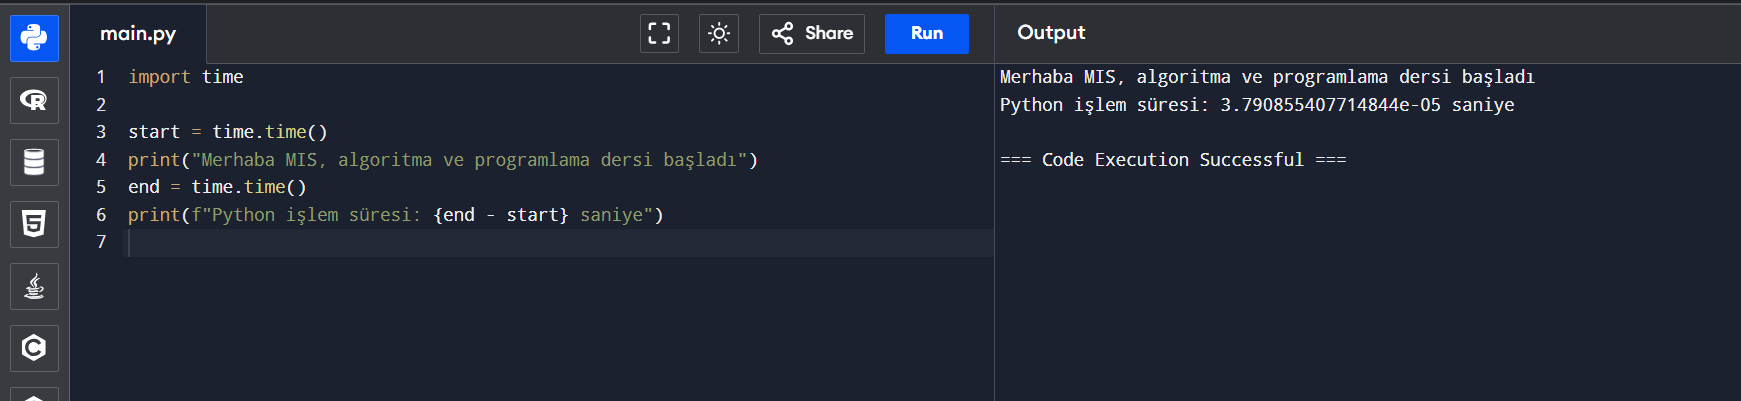 main.py
Share
Run
Output
1 import time
2
3 start = time.time()
4 print("Merhaba MIS, algoritma ve programlama dersi başladı")
5 end = time.time()
6 print(f"Python işlem süresi: {end - start} saniye")
7
Merhaba MIS, algoritma ve programlama dersi başladı
Python işlem süresi: 3.790855407714844e-05 saniye
=== Code Execution Successful ===
R
5
C